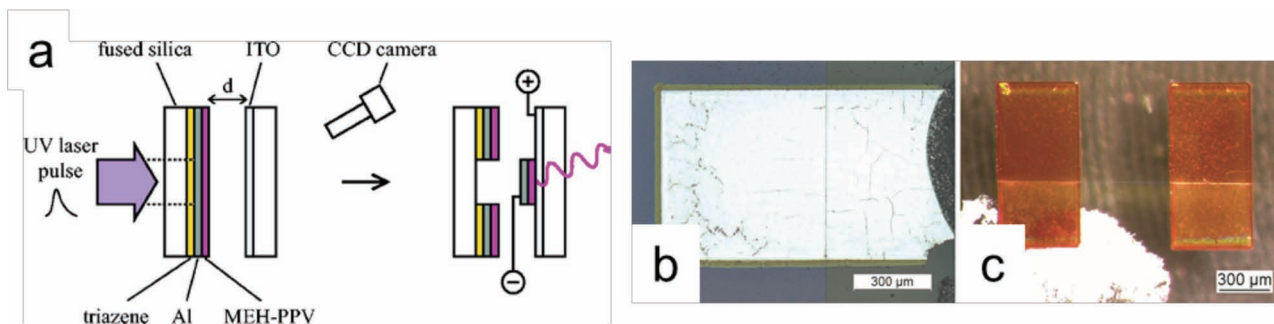 a
fused silica
ITO
CCD camera
d
UV laser
pulse
+
−
triazene
Al
MEH-PPV
b
300 µm
c
300 µm